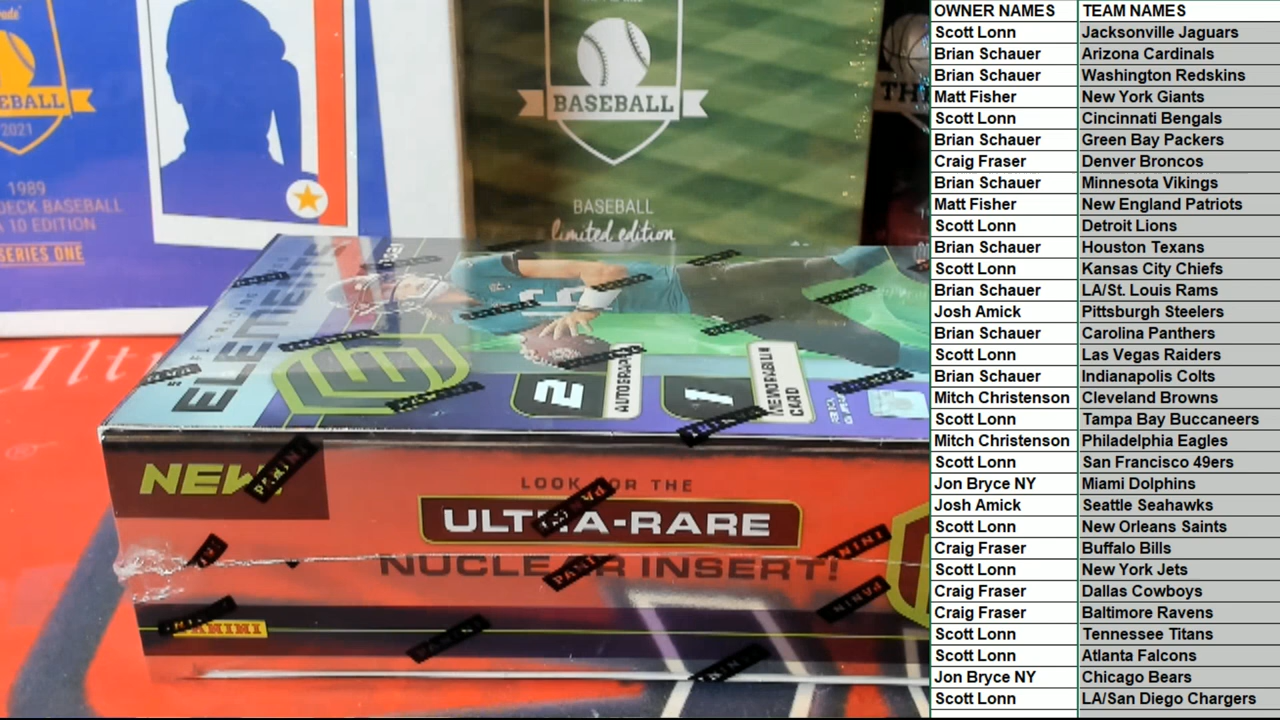 EBALL
2021
1989
DECK BASEBALL
10 EDITION
SERIES ONE
BASEBALL
BASEBALL
limited edition
TH
ELEMENTS
2
AUTOGRAPHS
1
MEMORABILIA
CARD
NEW!
LOOK FOR THE
ULTRA-RARE
NUCLEAR INSERT!
PANINI
OWNER NAMES TEAM NAMES
Scott Lonn Jacksonville Jaguars
Brian Schauer Arizona Cardinals
Brian Schauer Washington Redskins
Matt Fisher New York Giants
Scott Lonn Cincinnati Bengals
Brian Schauer Green Bay Packers
Craig Fraser Denver Broncos
Brian Schauer Minnesota Vikings
Matt Fisher New England Patriots
Scott Lonn Detroit Lions
Brian Schauer Houston Texans
Scott Lonn Kansas City Chiefs
Brian Schauer LA/St. Louis Rams
Josh Amick Pittsburgh Steelers
Brian Schauer Carolina Panthers
Scott Lonn Las Vegas Raiders
Brian Schauer Indianapolis Colts
Mitch Christenson Cleveland Browns
Scott Lonn Tampa Bay Buccaneers
Mitch Christenson Philadelphia Eagles
Scott Lonn San Francisco 49ers
Jon Bryce NY Miami Dolphins
Josh Amick Seattle Seahawks
Scott Lonn New Orleans Saints
Craig Fraser Buffalo Bills
Scott Lonn New York Jets
Craig Fraser Dallas Cowboys
Craig Fraser Baltimore Ravens
Scott Lonn Tennessee Titans
Scott Lonn Atlanta Falcons
Jon Bryce NY Chicago Bears
Scott Lonn LA/San Diego Chargers